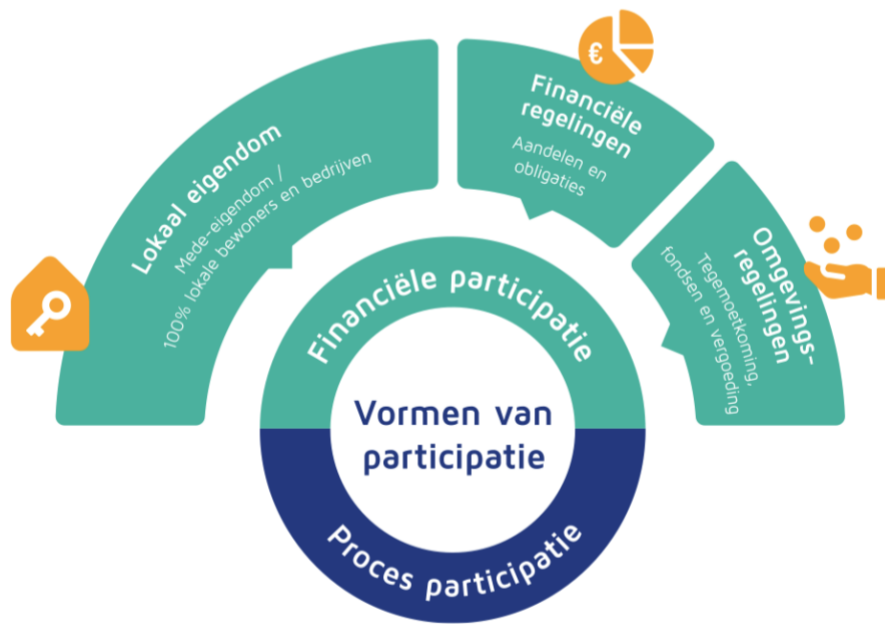 Lokaal eigendom
Mede-eigendom /
100% lokale bewoners en bedrijven
€
Financiële
regelingen
Aandelen en
obligaties
Omgevings-
regelingen
Tegemoetkoming,
fondsen en vergoeding
Financiële participatie
Vormen van
participatie
Proces participatie